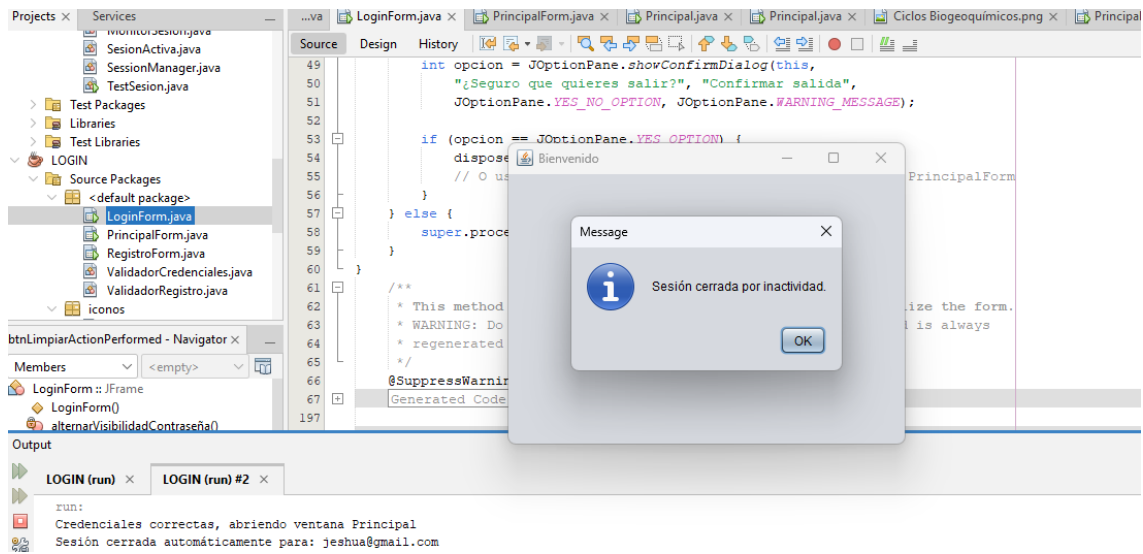 Projects × Services
...va LoginForm.java × PrincipalForm.java × Principal.java × Principal.java × Ciclos Biogeoquímicos.png × Principal
MonitorSesion.java
SesionActiva.java
SessionManager.java
TestSesion.java
Test Packages
Libraries
Test Libraries
LOGIN
Source Packages
<default package>
LoginForm.java
PrincipalForm.java
RegistroForm.java
ValidadorCredenciales.java
ValidadorRegistro.java
iconos
btnLimpiarActionPerformed - Navigator ×
Members <empty>
LoginForm :: JFrame
LoginForm()
alternarVisibilidadContraseña()
Source Design History
49 int opcion = JOptionPane.showConfirmDialog(this,
50 "¿Seguro que quieres salir?", "Confirmar salida",
51 JOptionPane.YES_NO_OPTION, JOptionPane.WARNING_MESSAGE);
52
53 if (opcion == JOptionPane.YES_OPTION) {
54 dispose
55 // O us PrincipalForm
56 }
57 } else {
58 super.proce
59 }
60 }
61 /**
62 * This method ize the form.
63 * WARNING: Do l is always
64 * regenerated
65 */
66 @SuppressWarnin
67 Generated Code
197
Bienvenido
Message
Sesión cerrada por inactividad.
OK
Output
LOGIN (run) × LOGIN (run) #2 ×
run:
Credenciales correctas, abriendo ventana Principal
Sesión cerrada automáticamente para: jeshua@gmail.com